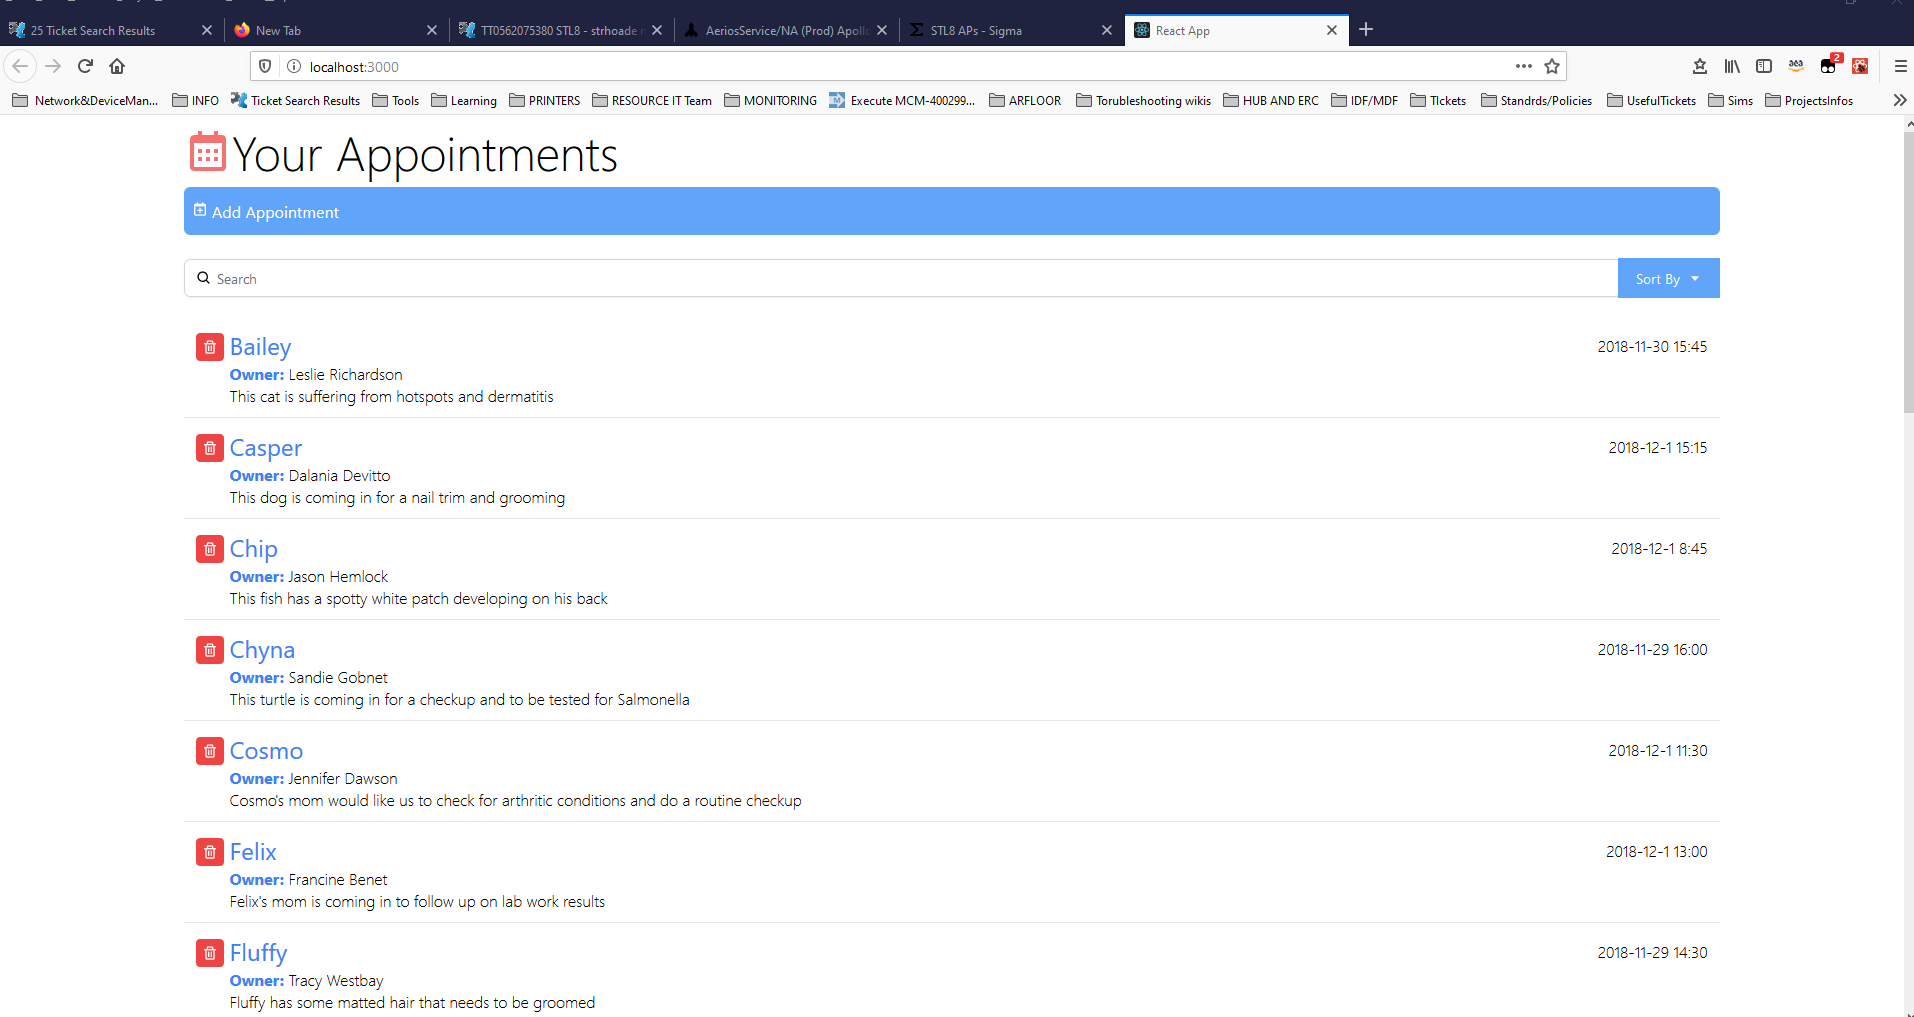 25 Ticket Search Results
New Tab
TT0562075380 STL8 - strhoade
AeriosService/NA (Prod) Apoll
STL8 APs - Sigma
React App
localhost:3000
2
Network&DeviceMan...
INFO
Ticket Search Results
Tools
Learning
PRINTERS
RESOURCE IT Team
MONITORING
Execute MCM-400299...
ARFLOOR
Torubleshooting wikis
HUB AND ERC
IDF/MDF
TIckets
Standrds/Policies
UsefulTickets
Sims
ProjectsInfos
Your Appointments
Add Appointment
Search
Sort By
Bailey 2018-11-30 15:45
Owner: Leslie Richardson
This cat is suffering from hotspots and dermatitis
Casper 2018-12-1 15:15
Owner: Dalania Devitto
This dog is coming in for a nail trim and grooming
Chip 2018-12-1 8:45
Owner: Jason Hemlock
This fish has a spotty white patch developing on his back
Chyna 2018-11-29 16:00
Owner: Sandie Gobnet
This turtle is coming in for a checkup and to be tested for Salmonella
Cosmo 2018-12-1 11:30
Owner: Jennifer Dawson
Cosmo's mom would like us to check for arthritic conditions and do a routine checkup
Felix 2018-12-1 13:00
Owner: Francine Benet
Felix's mom is coming in to follow up on lab work results
Fluffy 2018-11-29 14:30
Owner: Tracy Westbay
Fluffy has some matted hair that needs to be groomed